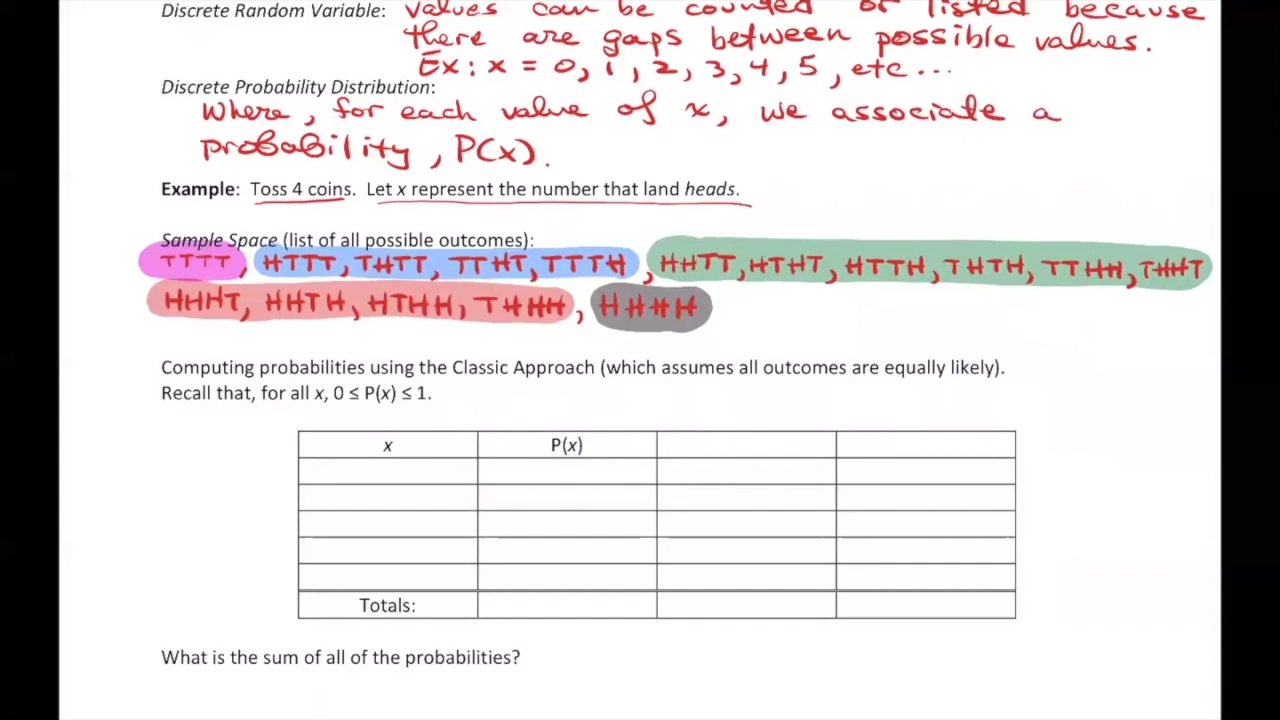 Discrete Random Variable: values can be counted or listed because
there are gaps between possible values.
Ex: x = 0, 1, 2, 3, 4, 5, etc...
Discrete Probability Distribution:
Where, for each value of x, we associate a
probability, P(x).
Example: Toss 4 coins. Let x represent the number that land heads.
Sample Space (list of all possible outcomes):
TTTT, HTTT, THTT, TTHT, TTTH, HHTT, HTHT, HTTH, THTH, TTHH, THHT
HHHT, HHTH, HTHH, THHH, HHHH
Computing probabilities using the Classic Approach (which assumes all outcomes are equally likely).
Recall that, for all x, 0 ≤ P(x) ≤ 1.
x P(x)
Totals:
What is the sum of all of the probabilities?